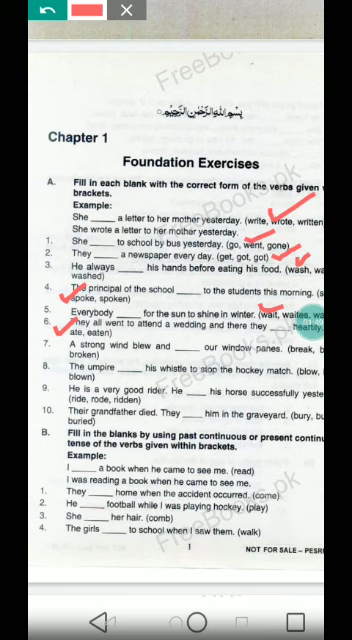 FreeBooks.pk
بِسْمِ اللهِ الرَّحْمٰنِ الرَّحِيْمِ
Chapter 1
Foundation Exercises
A. Fill in each blank with the correct form of the verbs given
brackets.
Example:
She _____ a letter to her mother yesterday. (write, wrote, written
She wrote a letter to her mother yesterday.
1. She _____ to school by bus yesterday. (go, went, gone)
2. They _____ a newspaper every day. (get, got, got)
3. He always _____ his hands before eating his food. (wash,
washed)
4. The principal of the school _____ to the students this morning.
spoke, spoken)
5. Everybody _____ for the sun to shine in winter. (wait, waites,
6. They all went to attend a wedding and there they _____ heartily.
ate, eaten)
7. A strong wind blew and _____ our window panes. (break,
broken)
8. The umpire _____ his whistle to stop the hockey match. (blow,
blown)
9. He is a very good rider. He _____ his horse successfully
(ride, rode, ridden)
10. Their grandfather died. They _____ him in the graveyard. (bury,
buried)
B. Fill in the blanks by using past continuous or present
tense of the verbs given within brackets.
Example:
I _____ a book when he came to see me. (read)
I was reading a book when he came to see me.
1. They _____ home when the accident occurred. (come)
2. He _____ football while I was playing hockey. (play)
3. She _____ her hair. (comb)
4. The girls _____ to school when I saw them. (walk)
1 NOT FOR SALE –